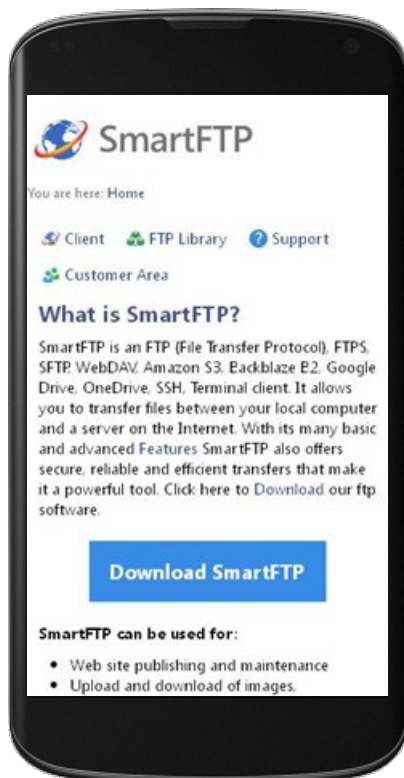 SmartFTP
You are here: Home
Client FTP Library Support
Customer Area
What is SmartFTP?
SmartFTP is an FTP (File Transfer Protocol), FTPS,
SFTP, WebDAV, Amazon S3, Backblaze B2, Google
Drive, OneDrive, SSH, Terminal client. It allows
you to transfer files between your local computer
and a server on the Internet. With its many basic
and advanced Features SmartFTP also offers
secure, reliable and efficient transfers that make
it a powerful tool. Click here to Download our ftp
software.
Download SmartFTP
SmartFTP can be used for:
• Web site publishing and maintenance
• Upload and download of images,